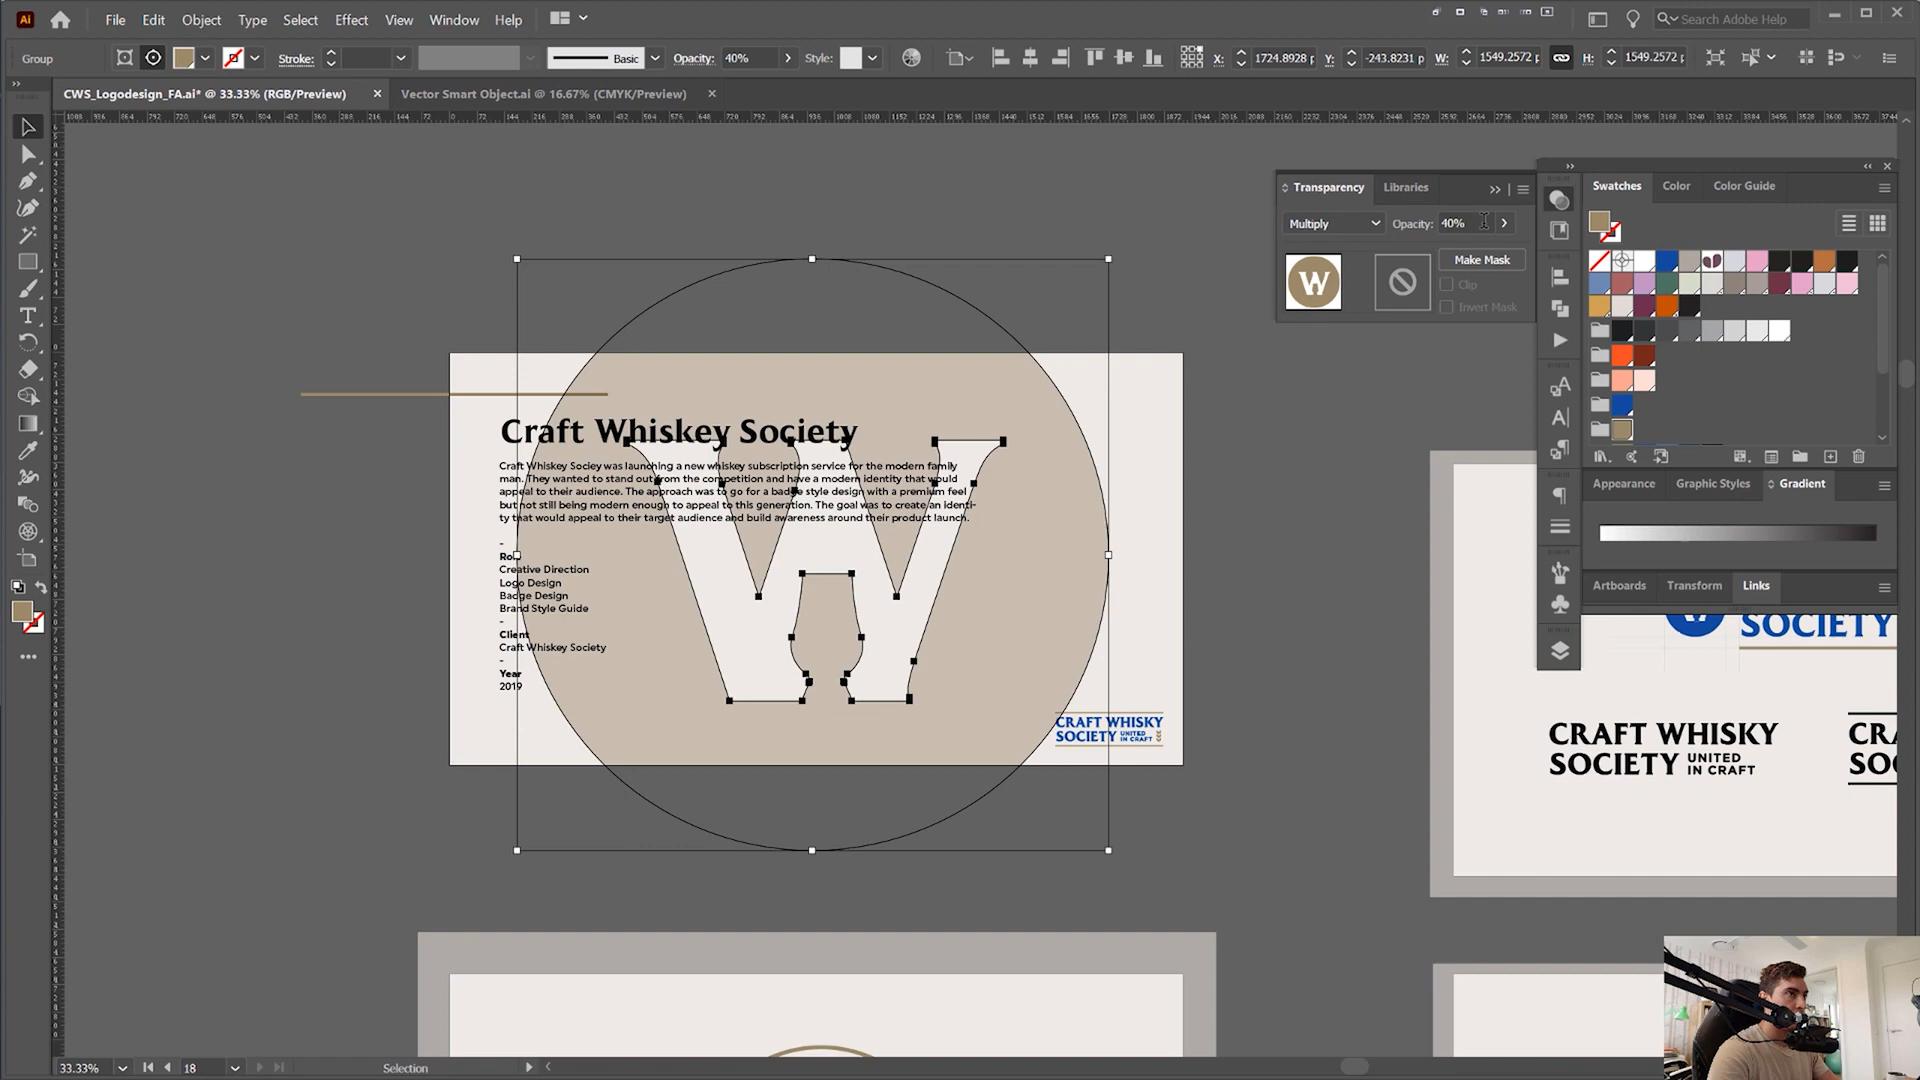 Ai File Edit Object Type Select Effect View Window Help Search Adobe Help
Group Stroke: Basic Opacity: 40% Style: X: 1724.8928 p Y: -243.8231 p W: 1549.2572 p H: 1549.2572 p
CWS_Logodesign_FA.ai* @ 33.33% (RGB/Preview) Vector Smart Object.ai @ 16.67% (CMYK/Preview)
Transparency Libraries
Multiply Opacity: 40%
Make Mask
Clip
Invert Mask
W
Swatches Color Color Guide
Appearance Graphic Styles Gradient
Artboards Transform Links
SOCIETY
Craft Whiskey Society
Craft Whiskey Sociey was launching a new whiskey subscription service for the modern family
man. They wanted to stand out from the competition and have a modern identity that would
appeal to their audience. The approach was to go for a badge style design with a premium feel
but not still being modern enough to appeal to this generation. The goal was to create an identi-
ty that would appeal to their target audience and build awareness around their product launch.
-
Creative Direction
Logo Design
Badge Design
Brand Style Guide
-
Client
Craft Whiskey Society
-
Year
2019
W
CRAFT WHISKY
SOCIETY UNITED
IN CRAFT
CRAFT WHISKY
SOCIETY UNITED
IN CRAFT
CRA
SO
33.33% 18 Selection